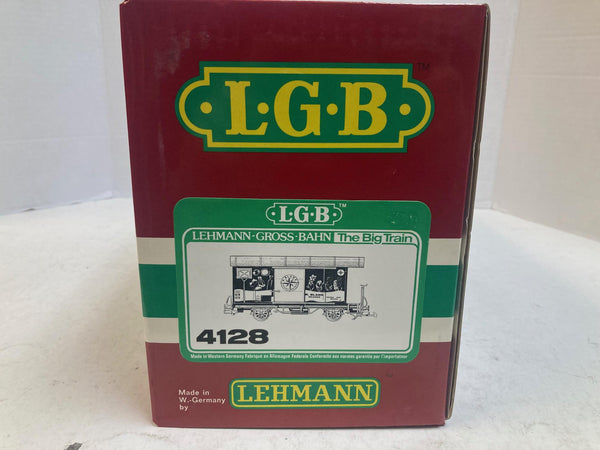 L·G·B
TM
L·G·B
TM
LEHMANN·GROSS·BAHN The Big Train
4128
Made in Western Germany Fabriqué en Allemagne Federale Conformité aux normes garantie par l'importateur
Made in
W.-Germany
by
LEHMANN